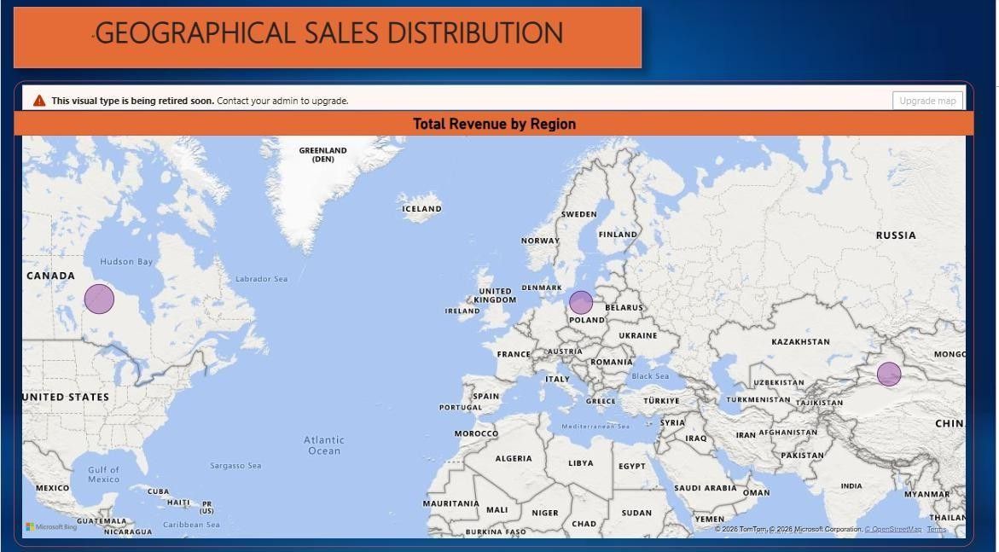 GEOGRAPHICAL SALES DISTRIBUTION
This visual type is being retired soon. Contact your admin to upgrade.
Upgrade map
Total Revenue by Region
GREENLAND
(DEN)
ICELAND
SWEDEN
FINLAND
NORWAY
RUSSIA
Hudson Bay
CANADA
Labrador Sea
UNITED
KINGDOM
DENMARK
IRELAND
BELARUS
POLAND
UKRAINE
KAZAKHSTAN
FRANCE
AUSTRIA
ROMANIA
MONGO
ITALY
Black Sea
UZBEKISTAN
UNITED STATES
SPAIN
PORTUGAL
GREECE
TÜRKIYE
TURKMENISTAN
TAJIKISTAN
Mediterranean Sea
SYRIA
CHIN
MOROCCO
IRAQ
IRAN
AFGHANISTAN
Atlantic
Ocean
ALGERIA
LIBYA
EGYPT
PAKISTAN
Sargasso Sea
Gulf of
Mexico
MEXICO
CUBA
HAITI
PR
(US)
SAUDI ARABIA
OMAN
INDIA
MYANMAR
MAURITANIA
MALI
NIGER
CHAD
SUDAN
YEMEN
THAILAN
GUATEMALA
NICARAGUA
Caribbean Sea
BURKINA FASO
Microsoft Bing
© 2026 TomTom, © 2026 Microsoft Corporation, © OpenStreetMap Terms